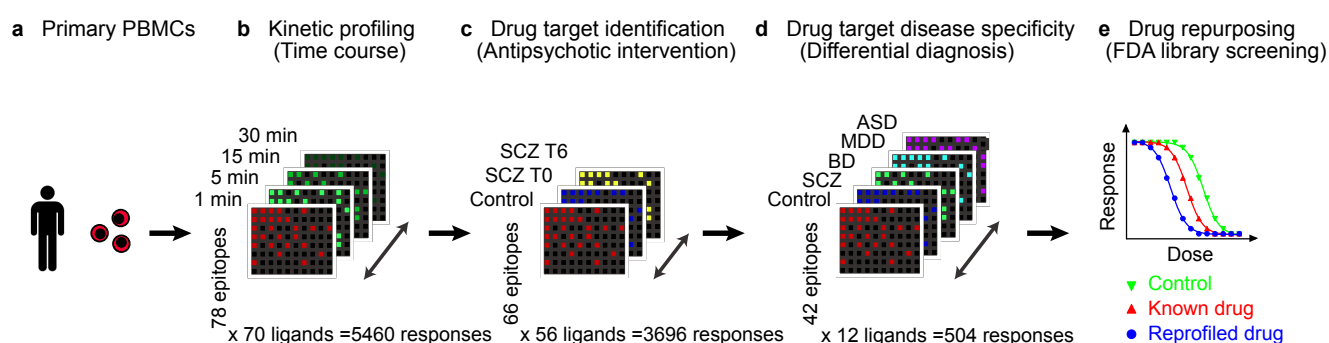 a Primary PBMCs
b Kinetic profiling
(Time course)
c Drug target identification
(Antipsychotic intervention)
d Drug target disease specificity
(Differential diagnosis)
e Drug repurposing
(FDA library screening)
30 min
15 min
5 min
1 min
78 epitopes
x 70 ligands =5460 responses
SCZ T6
SCZ T0
Control
66 epitopes
x 56 ligands =3696 responses
ASD
MDD
BD
SCZ
Control
42 epitopes
x 12 ligands =504 responses
Response
Dose
Control
Known drug
Reprofiled drug